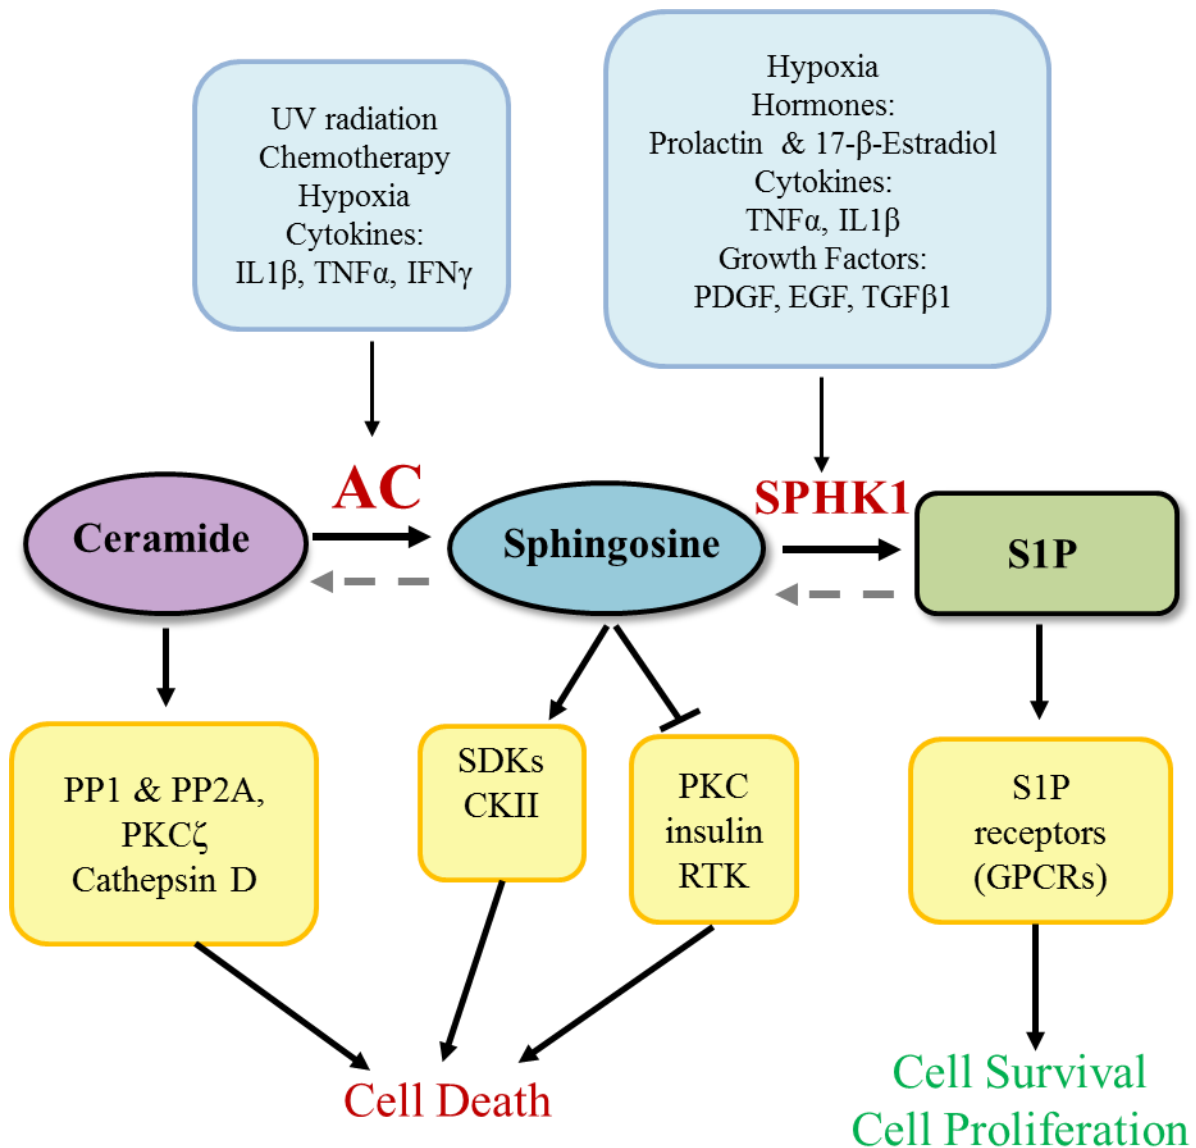 UV radiation
Chemotherapy
Hypoxia
Cytokines:
IL1β, TNFα, IFNγ
Hypoxia
Hormones:
Prolactin & 17-β-Estradiol
Cytokines:
TNFα, IL1β
Growth Factors:
PDGF, EGF, TGFβ1
AC
SPHK1
Ceramide
Sphingosine
S1P
PP1 & PP2A,
PKCζ
Cathepsin D
SDKs
CKII
PKC
insulin
RTK
S1P
receptors
(GPCRs)
Cell Death
Cell Survival
Cell Proliferation